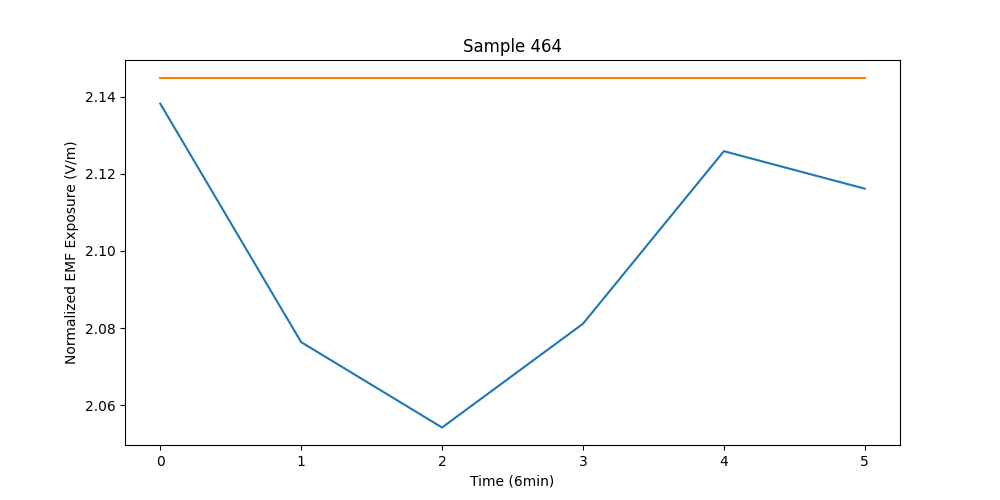 Sample 464
Normalized EMF Exposure (V/m)
2.14
2.12
2.10
2.08
2.06
0 1 2 3 4 5
Time (6min)